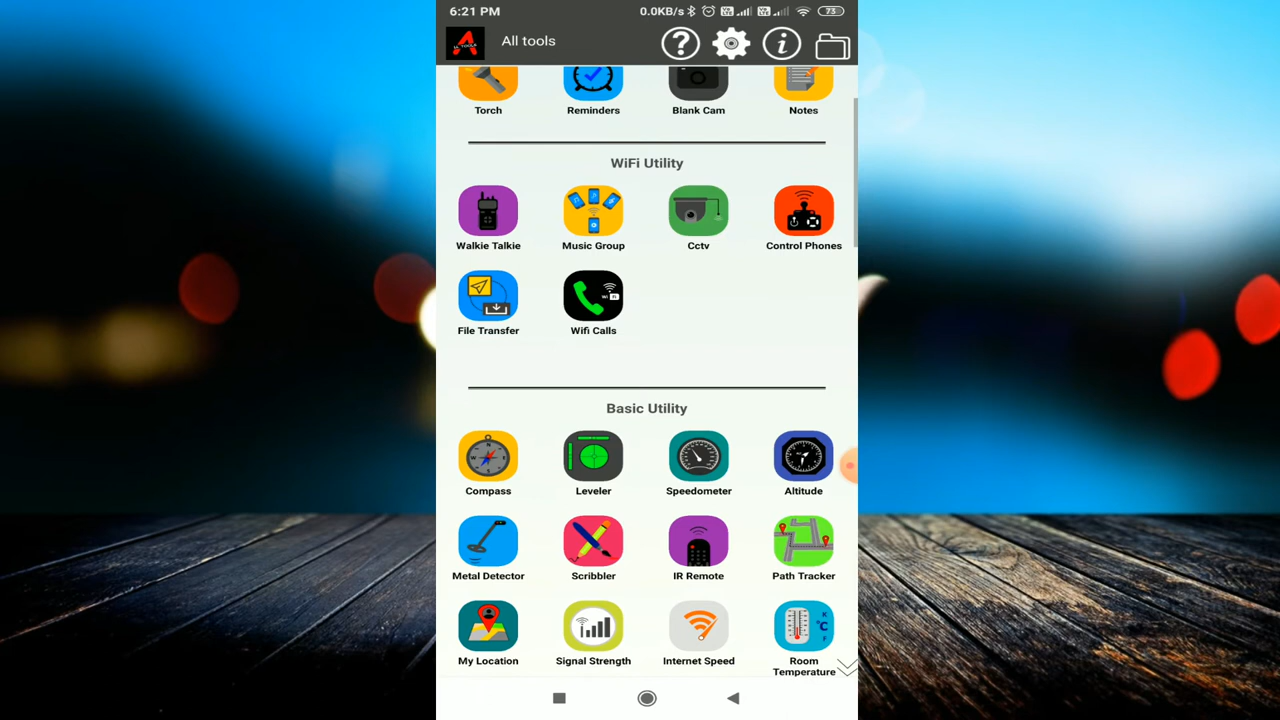 6:21 PM 0.0KB/s 73
All tools
Torch Reminders Blank Cam Notes
WiFi Utility
Walkie Talkie Music Group Cctv Control Phones
File Transfer Wifi Calls
Basic Utility
Compass Leveler Speedometer Altitude
Metal Detector Scribbler IR Remote Path Tracker
My Location Signal Strength Internet Speed Room
Temperature